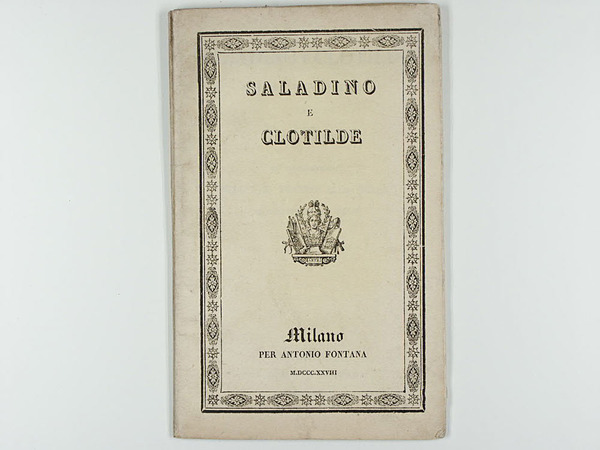 SALADINO
E
CLOTILDE
Milano
PER ANTONIO FONTANA
M.DCCC.XXVIII